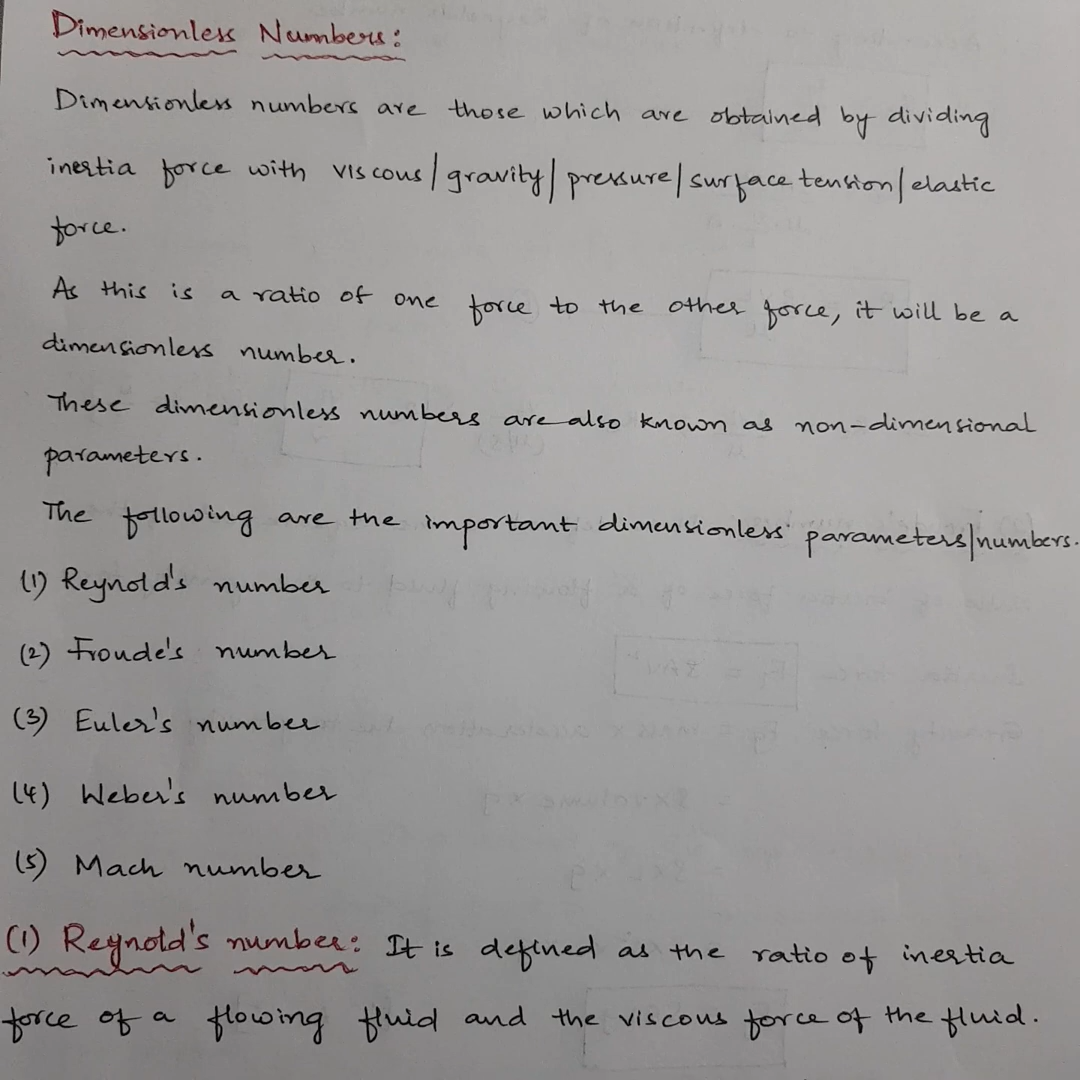 Dimensionless Numbers:
Dimensionless numbers are those which are obtained by dividing
inertia force with viscous/gravity/pressure/surface tension/elastic
force.
As this is a ratio of one force to the other force, it will be a
dimensionless number.
These dimensionless numbers are also known as non-dimensional
parameters.
The following are the important dimensionless parameters/numbers.
(1) Reynold's number
(2) Froude's number
(3) Euler's number
(4) Weber's number
(5) Mach number
(1) Reynold's number: It is defined as the ratio of inertia
force of a flowing fluid and the viscous force of the fluid.